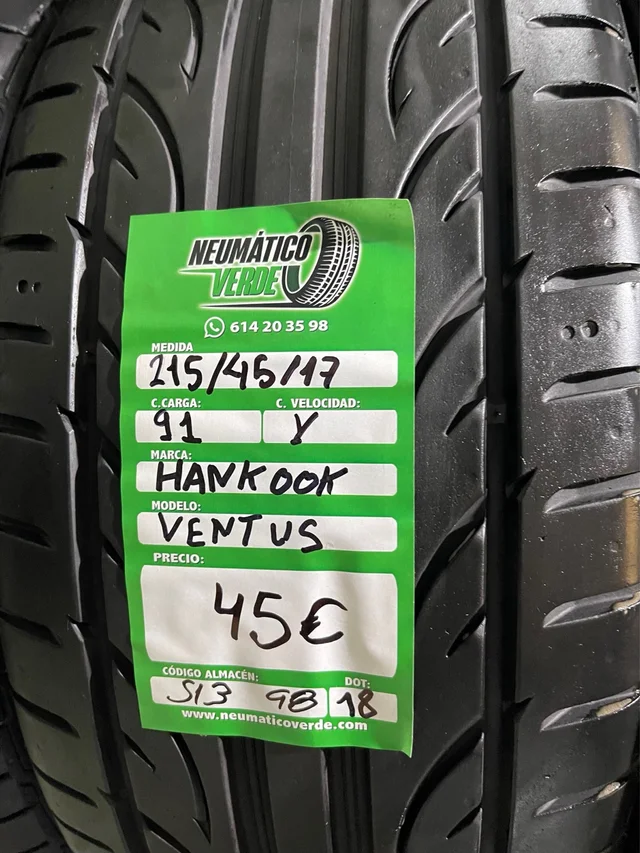 NEUMÁTICO
VERDE
614 20 35 98
MEDIDA
215/45/17
C.CARGA: C. VELOCIDAD:
91 Y
MARCA:
HANKOOK
MODELO:
VENTUS
PRECIO:
45€
CÓDIGO ALMACÉN: DOT:
S13 GB 18
www.neumaticoverde.com